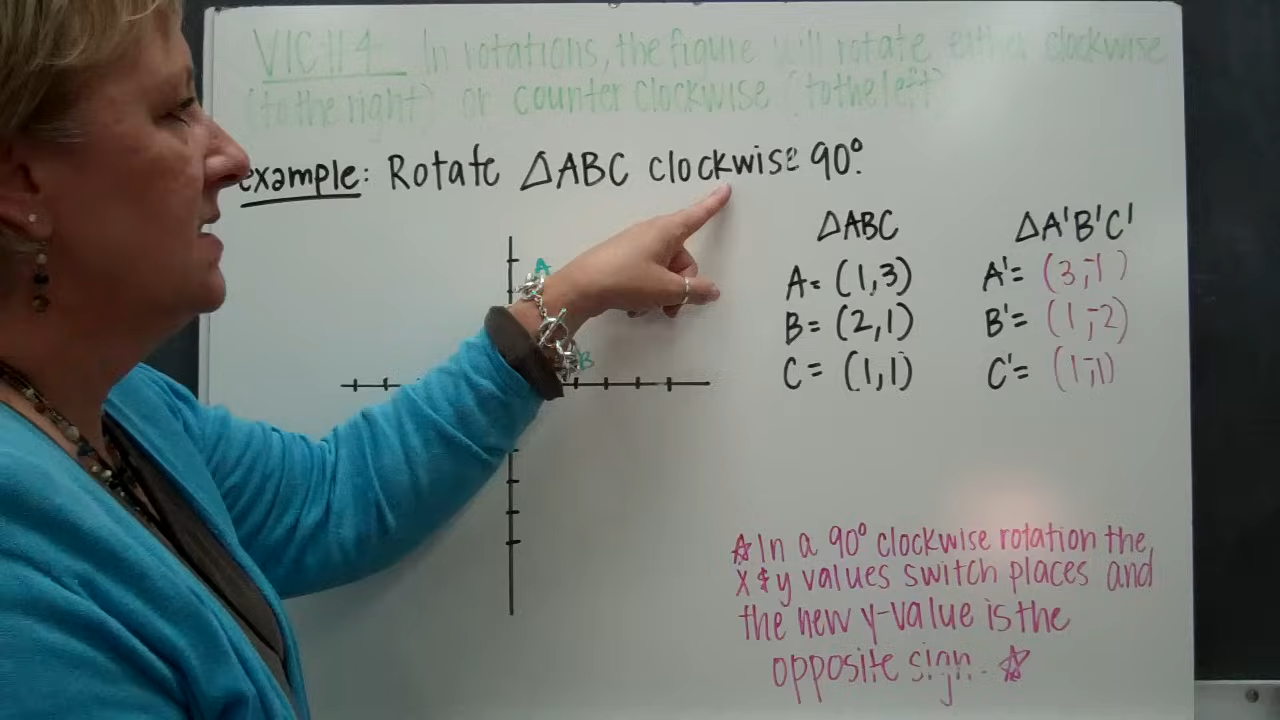 VIC 11 4 In rotations, the figure will rotate either clockwise
(to the right) or counter clockwise (to the left)
example: Rotate △ABC clockwise 90°.
△ABC △A'B'C'
A
A= (1,3) A'= (3,-1)
B= (2,1) B'= (1,-2)
B
C= (1,1) C'= (1,-1)
☆In a 90° clockwise rotation the
x & y values switch places and
the new y-value is the
opposite sign. ☆